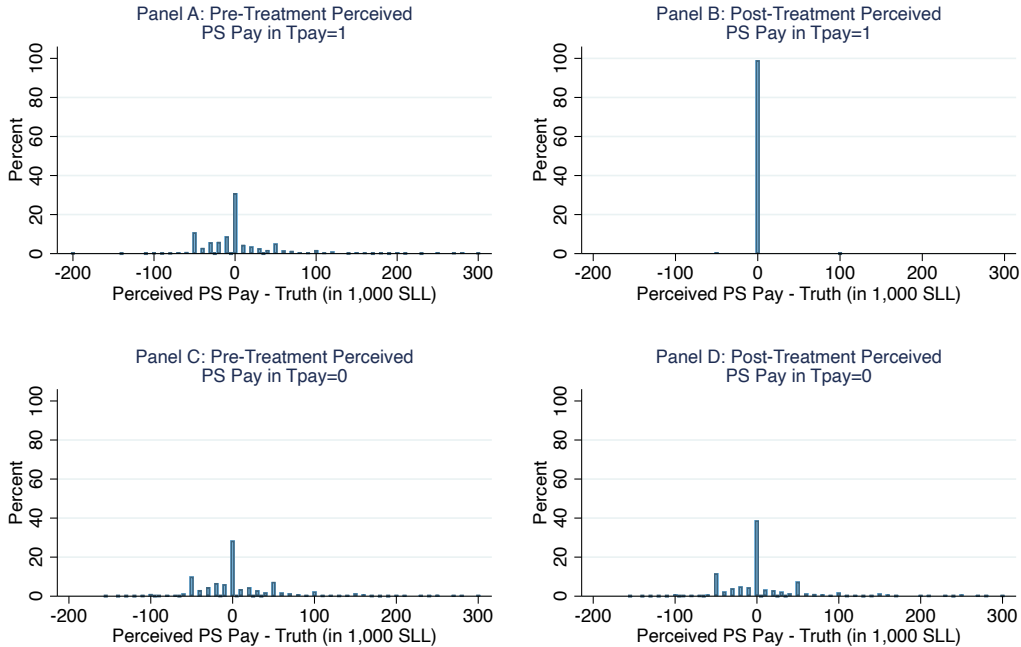 Panel A: Pre-Treatment Perceived
PS Pay in Tpay=1
Percent
100
80
60
40
20
0
-200 -100 0 100 200 300
Perceived PS Pay - Truth (in 1,000 SLL)
Panel B: Post-Treatment Perceived
PS Pay in Tpay=1
Percent
100
80
60
40
20
0
-200 -100 0 100 200 300
Perceived PS Pay - Truth (in 1,000 SLL)
Panel C: Pre-Treatment Perceived
PS Pay in Tpay=0
Percent
100
80
60
40
20
0
-200 -100 0 100 200 300
Perceived PS Pay - Truth (in 1,000 SLL)
Panel D: Post-Treatment Perceived
PS Pay in Tpay=0
Percent
100
80
60
40
20
0
-200 -100 0 100 200 300
Perceived PS Pay - Truth (in 1,000 SLL)